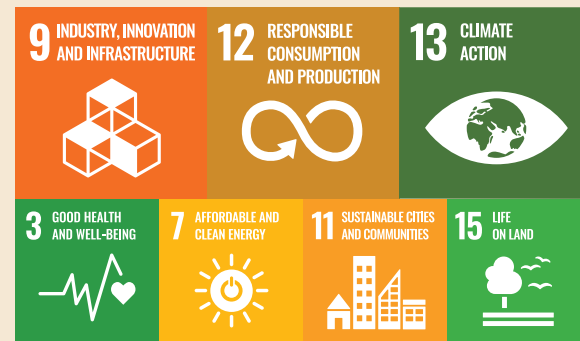 9 INDUSTRY, INNOVATION
AND INFRASTRUCTURE
12 RESPONSIBLE
CONSUMPTION
AND PRODUCTION
13 CLIMATE
ACTION
3 GOOD HEALTH
AND WELL-BEING
7 AFFORDABLE AND
CLEAN ENERGY
11 SUSTAINABLE CITIES
AND COMMUNITIES
15 LIFE
ON LAND